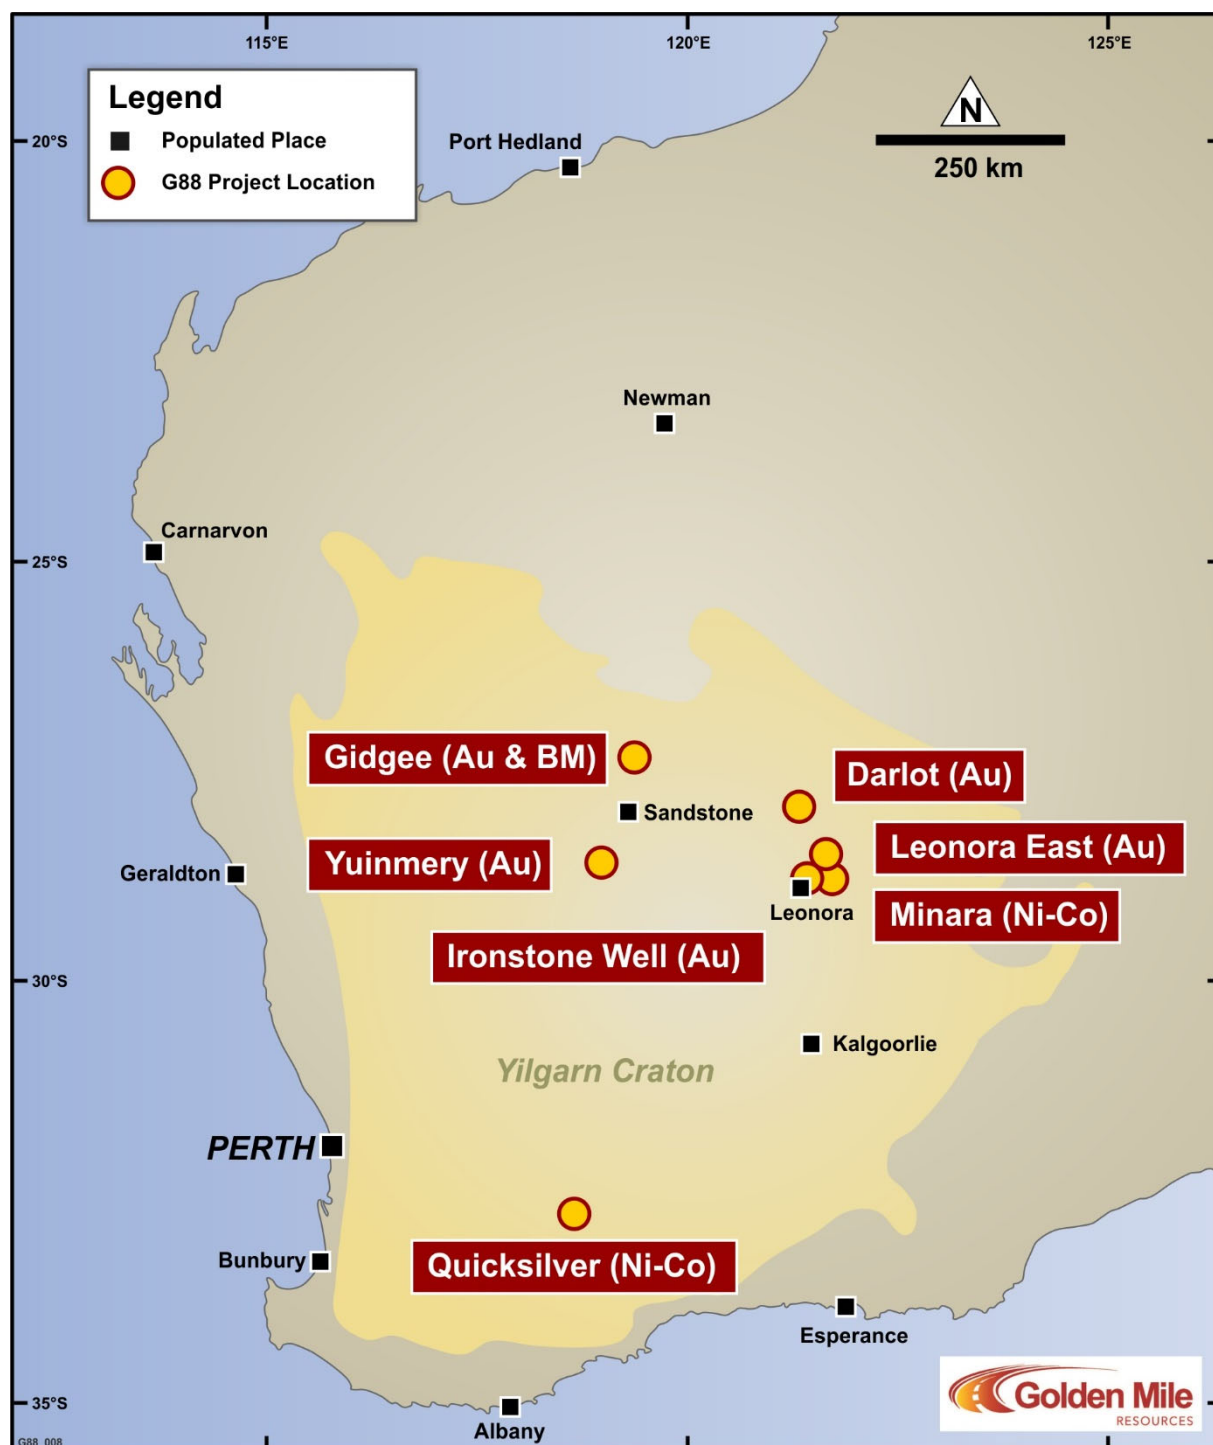 115°E
120°E
125°E
Legend
Populated Place
G88 Project Location
N
250 km
20°S
Port Hedland
Newman
Carnarvon
25°S
Gidgee (Au & BM)
Darlot (Au)
Sandstone
Leonora East (Au)
Yuinmery (Au)
Geraldton
Leonora
Minara (Ni-Co)
Ironstone Well (Au)
30°S
Kalgoorlie
Yilgarn Craton
PERTH
Bunbury
Quicksilver (Ni-Co)
Esperance
35°S
Albany
Golden Mile
RESOURCES
G88_008